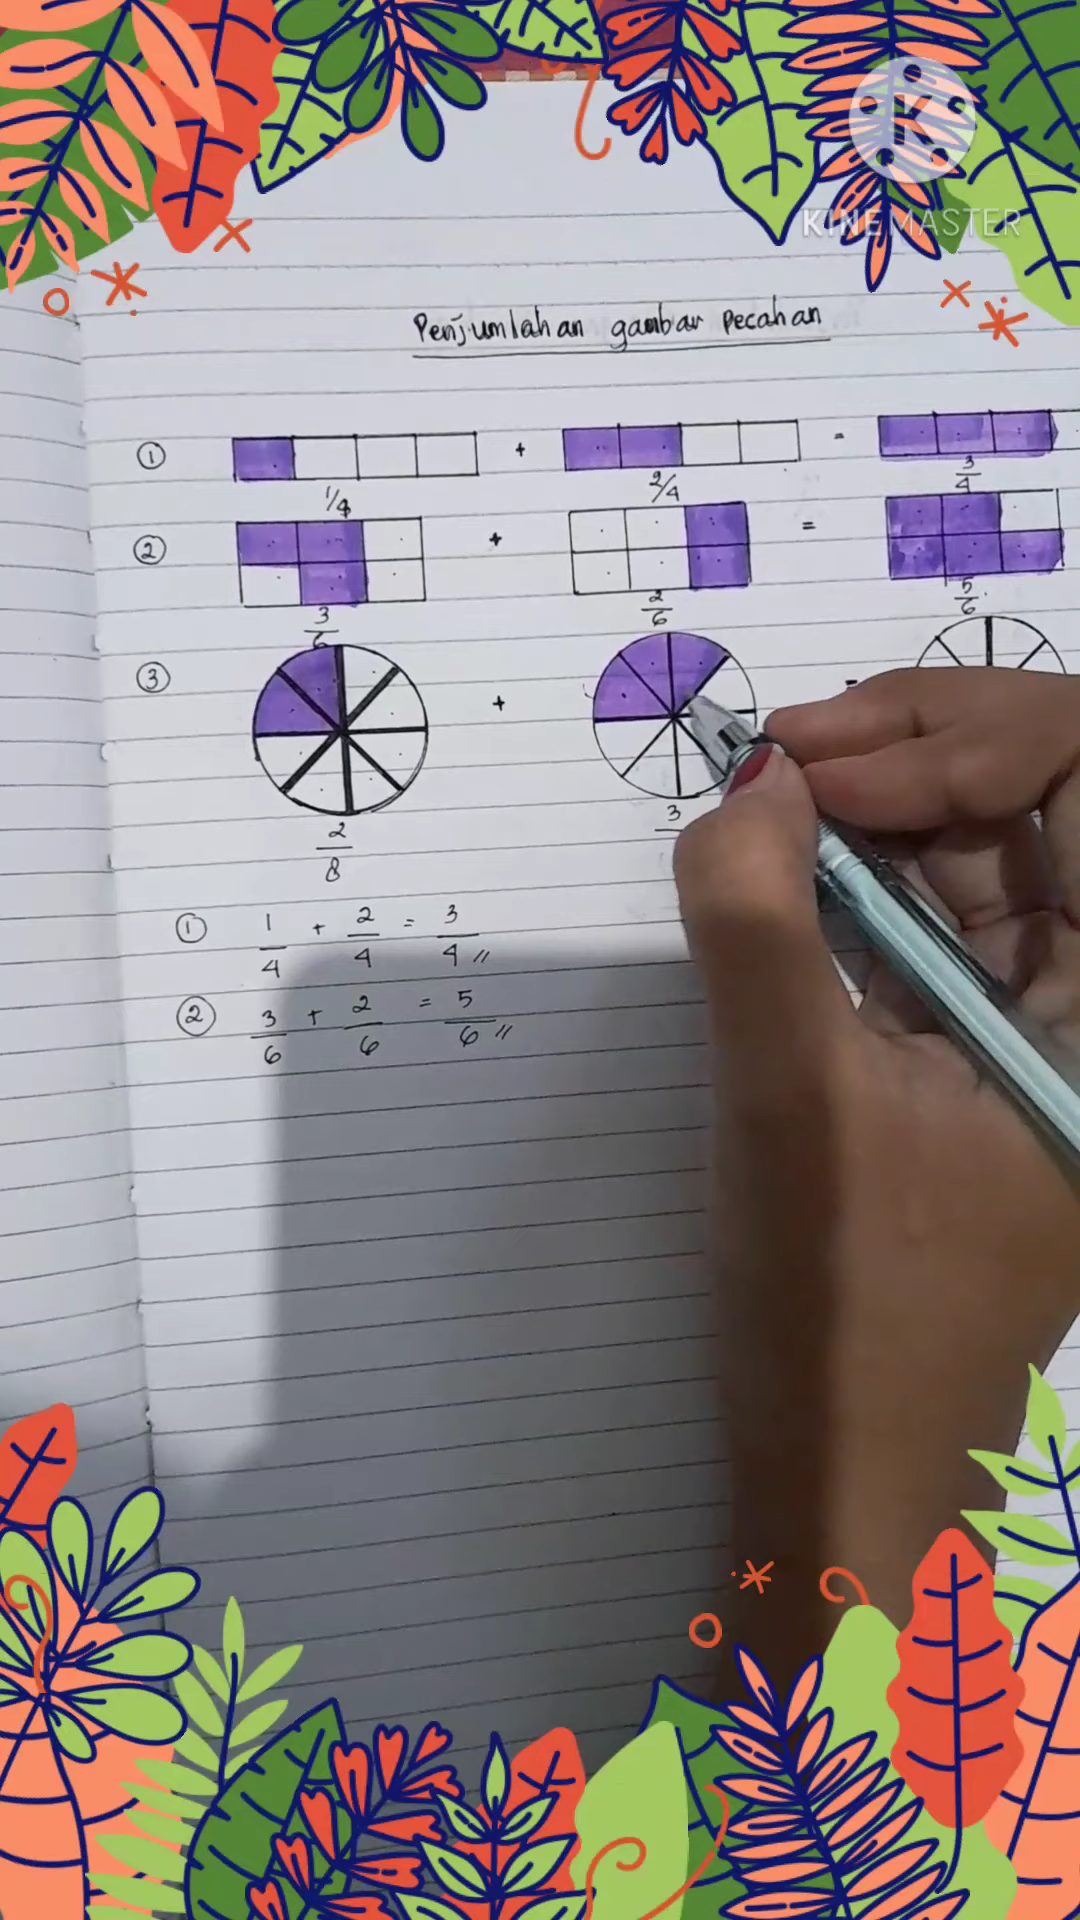 K
KINEMASTER
Penjumlahan gambar pecahan
① + =
1/4 2/4 3/4
② + =
3/6 2/6 5/6
③ + =
2/8 3
① 1/4 + 2/4 = 3/4 //
② 3/6 + 2/6 = 5/6 //